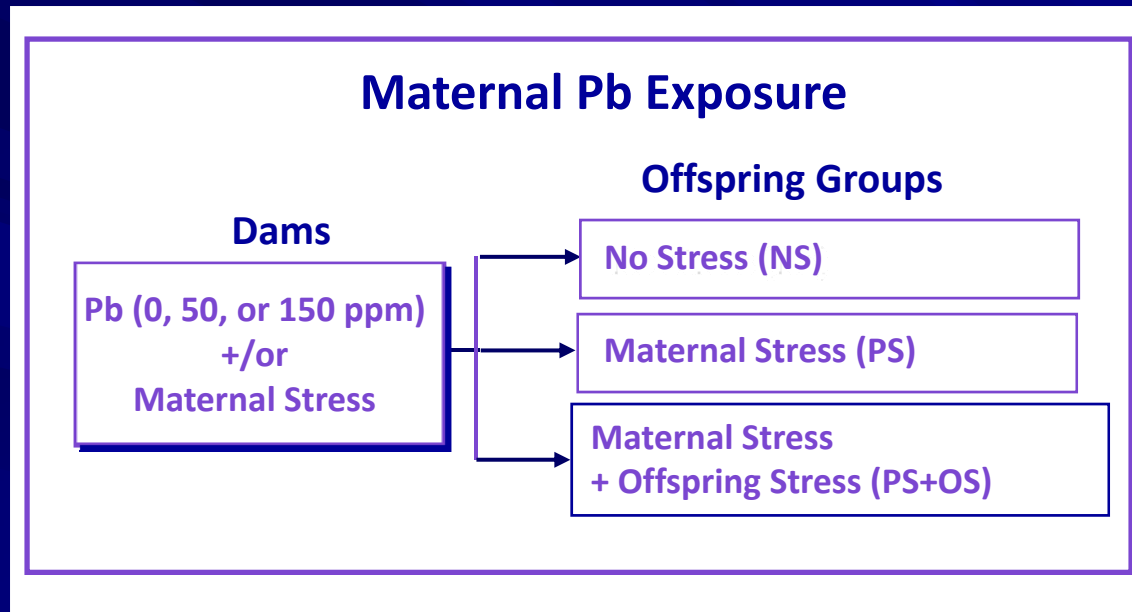 Maternal Pb Exposure
Offspring Groups
Dams
Pb (0, 50, or 150 ppm)
+/or
Maternal Stress
No Stress (NS)
Maternal Stress (PS)
Maternal Stress
+ Offspring Stress (PS+OS)